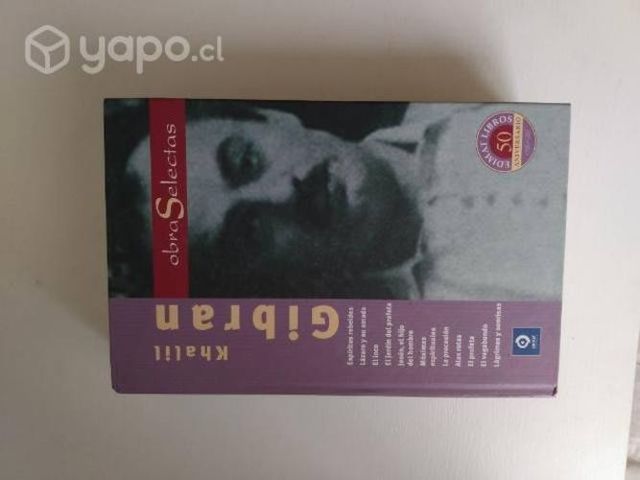 yapo.cl
obraSelectas
EDIMAT LIBROS
50
ANIVERSARIO
Khalil
Gibran
Espíritus rebeldes
Lázaro y su amada
El loco
El jardín del profeta
Jesús, el hijo
del hombre
Máximas
espirituales
La procesión
Alas rotas
El profeta
El vagabundo
Lágrimas y sonrisas